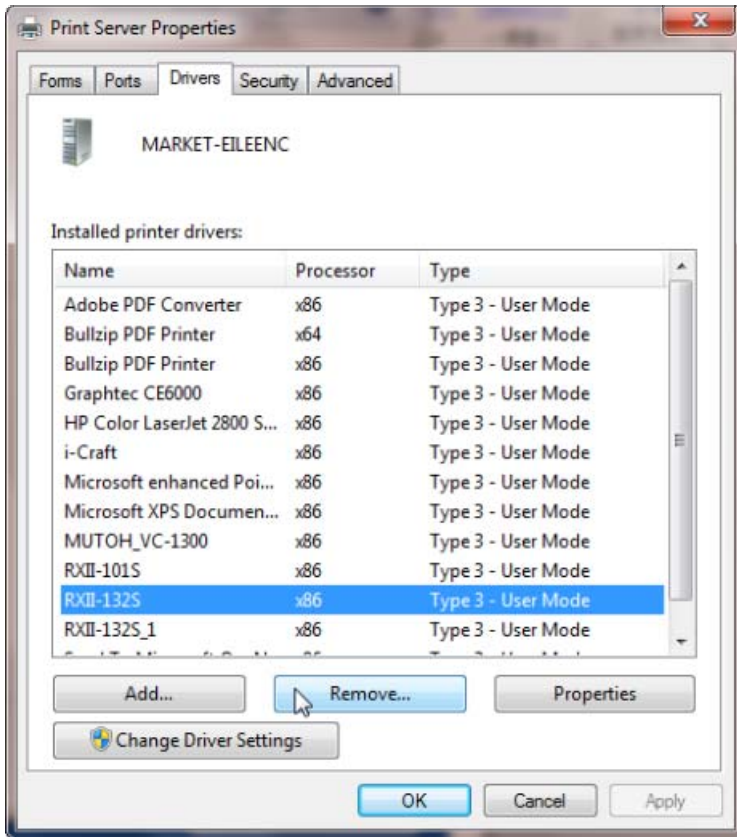 Print Server Properties
Forms Ports Drivers Security Advanced
MARKET-EILEENC
Installed printer drivers:
Name Processor Type
Adobe PDF Converter x86 Type 3 - User Mode
Bullzip PDF Printer x64 Type 3 - User Mode
Bullzip PDF Printer x86 Type 3 - User Mode
Graphtec CE6000 x86 Type 3 - User Mode
HP Color LaserJet 2800 S... x86 Type 3 - User Mode
i-Craft x86 Type 3 - User Mode
Microsoft enhanced Poi... x86 Type 3 - User Mode
Microsoft XPS Documen... x86 Type 3 - User Mode
MUTOH_VC-1300 x86 Type 3 - User Mode
RXII-101S x86 Type 3 - User Mode
RXII-132S x86 Type 3 - User Mode
RXII-132S_1 x86 Type 3 - User Mode
Add... Remove... Properties
Change Driver Settings
OK Cancel Apply